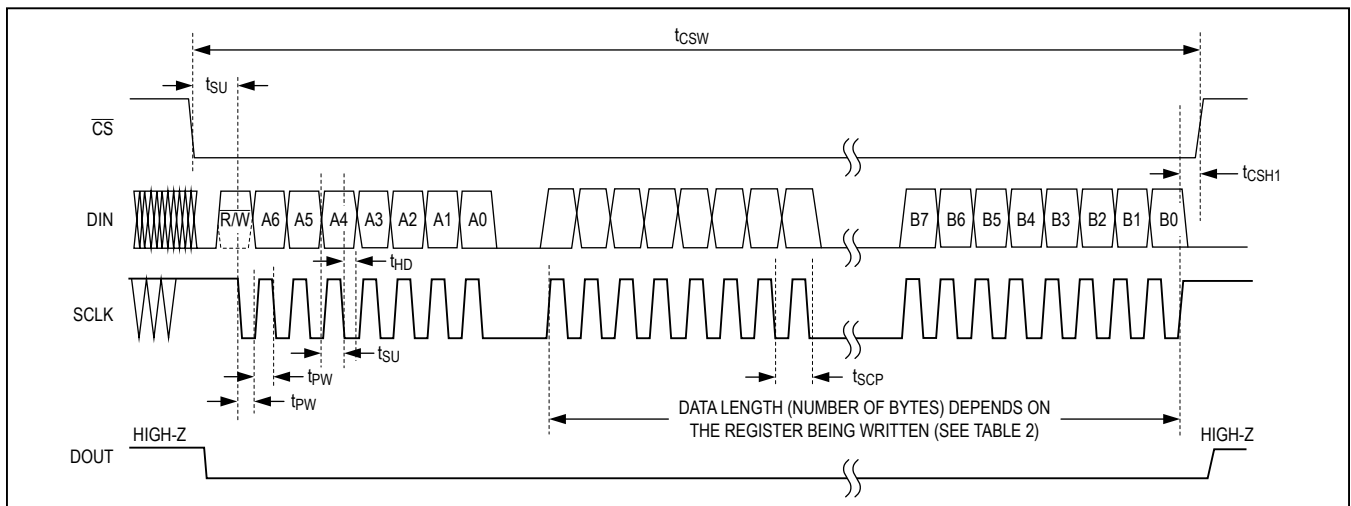 tCSW
tSU
CS
tCSH1
DIN
R/W A6 A5 A4 A3 A2 A1 A0 B7 B6 B5 B4 B3 B2 B1 B0
tHD
SCLK
tSU
tPW
tSCP
tPW
DATA LENGTH (NUMBER OF BYTES) DEPENDS ON
THE REGISTER BEING WRITTEN (SEE TABLE 2)
HIGH-Z
HIGH-Z
DOUT